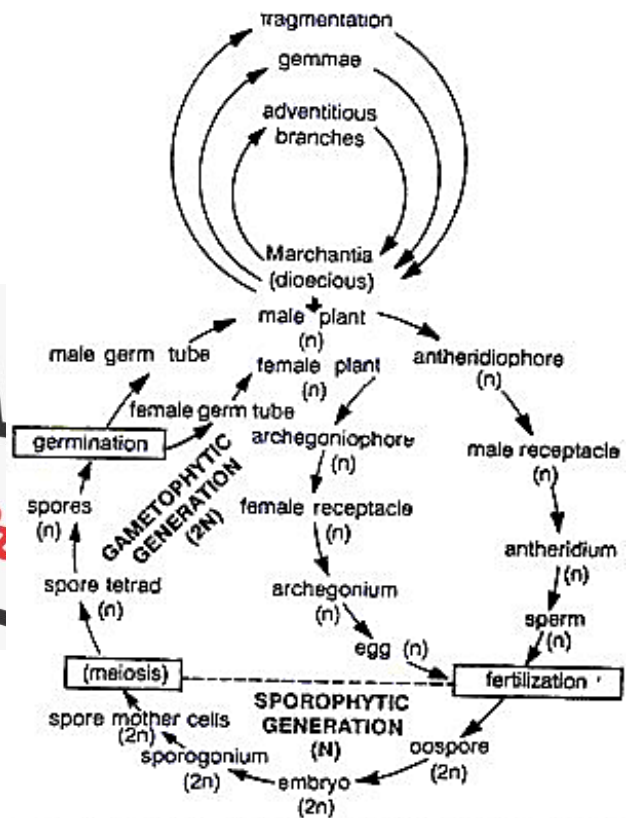 fragmentation
gemmae
adventitious
branches
Marchantia
(dioecious)
male plant
(n)
female plant
(n)
male germ tube
female germ tube
germination
antheridiophore
(n)
archegoniophore
(n)
male receptacle
(n)
spores
(n)
GAMETOPHYTIC
GENERATION
(2N)
female receptacle
(n)
antheridium
(n)
spore tetrad
(n)
archegonium
(n)
sperm
(n)
egg (n)
(meiosis)
fertilization
SPOROPHYTIC
GENERATION
(N)
spore mother cells
(2n)
sporogonium
(2n)
embryo
(2n)
oospore
(2n)